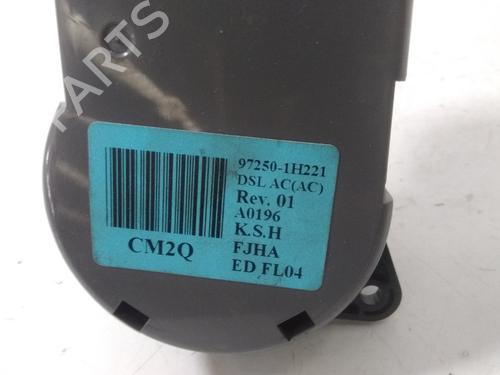 PARTS
97250-1H221
DSL AC(AC)
Rev. 01
A0196
K.S.H
CM2Q
FJHA
ED FL04